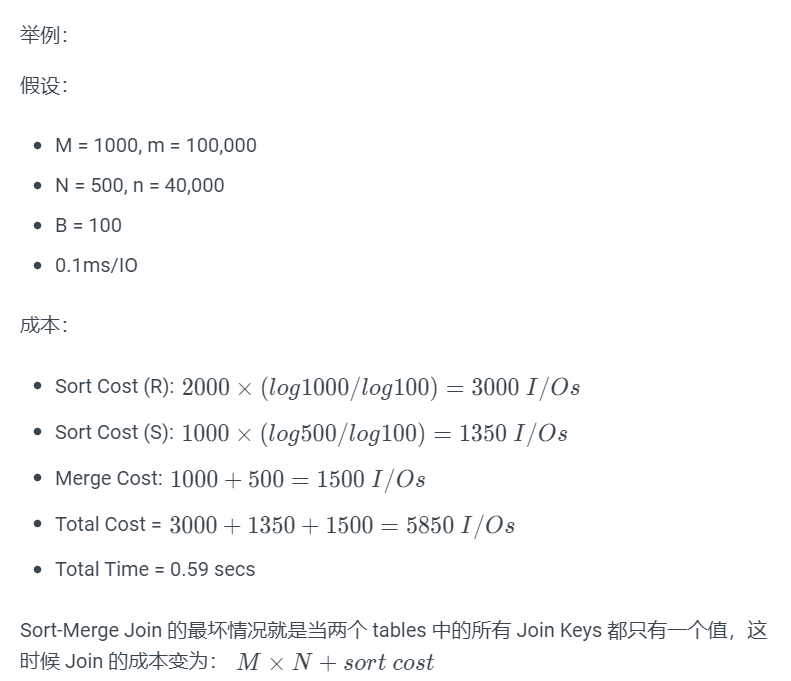 举例：
假设：
• M = 1000, m = 100,000
• N = 500, n = 40,000
• B = 100
• 0.1ms/IO
成本：
• Sort Cost (R): 2000 × (log1000/log100) = 3000 I/Os
• Sort Cost (S): 1000 × (log500/log100) = 1350 I/Os
• Merge Cost: 1000 + 500 = 1500 I/Os
• Total Cost = 3000 + 1350 + 1500 = 5850 I/Os
• Total Time = 0.59 secs
Sort-Merge Join 的最坏情况就是当两个 tables 中的所有 Join Keys 都只有一个值，这
时候 Join 的成本变为： M × N + sort cost